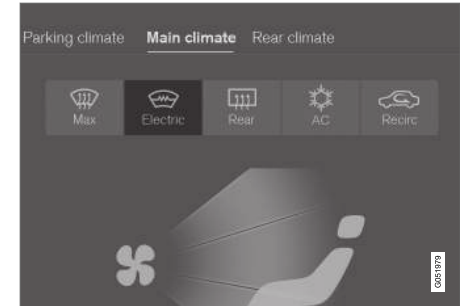 Parking climate Main climate Rear climate
Max Electric Rear AC Recirc
G051979